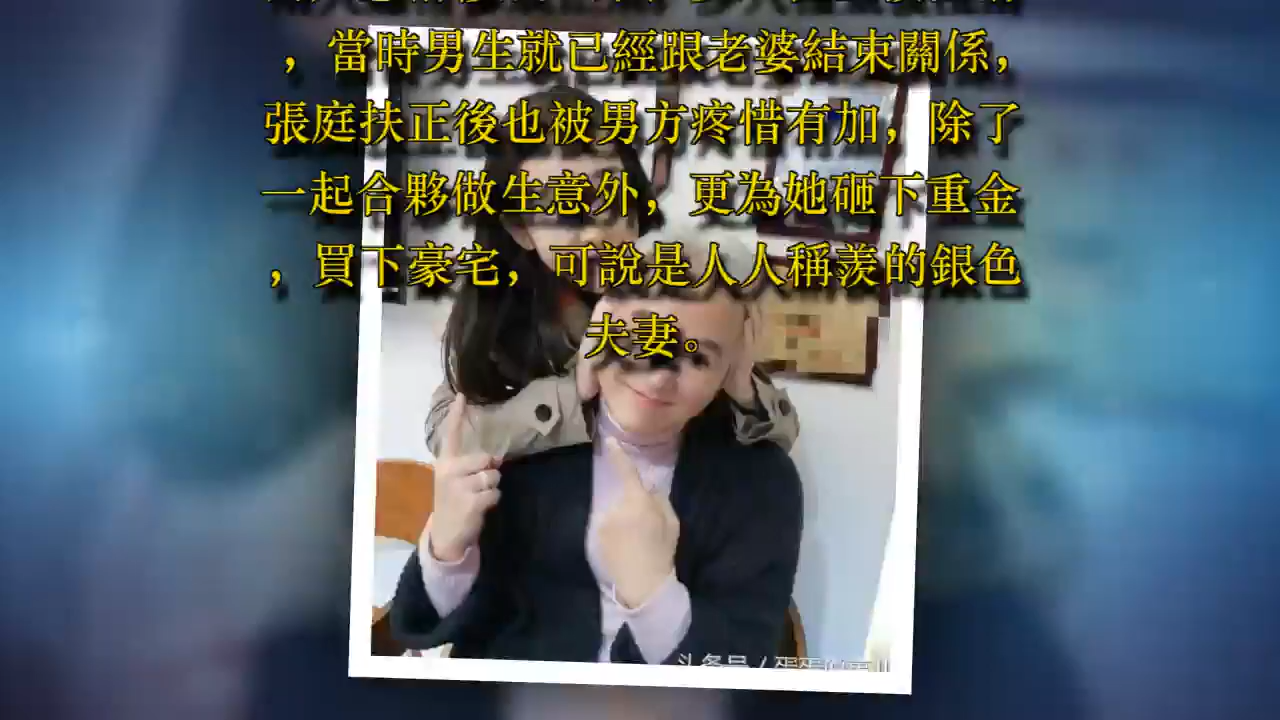 ，當時男生就已經跟老婆結束關係，
張庭扶正後也被男方疼惜有加，除了
一起合夥做生意外，更為她砸下重金
，買下豪宅，可說是人人稱羨的銀色
夫妻。